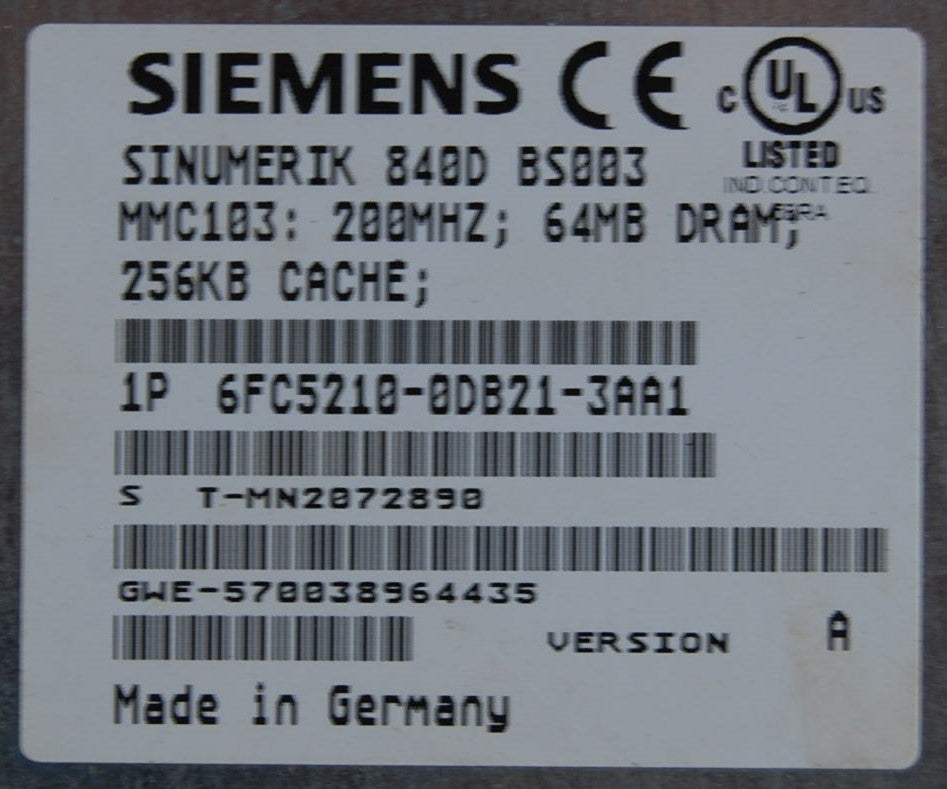 SIEMENS CE C UL US
LISTED
SINUMERIK 840D BS003
IND.CONT.EQ.
MMC103: 200MHZ; 64MB DRAM;
256KB CACHE;
1P 6FC5210-0DB21-3AA1
S T-MN2072890
GWE-570038964435
VERSION A
Made in Germany